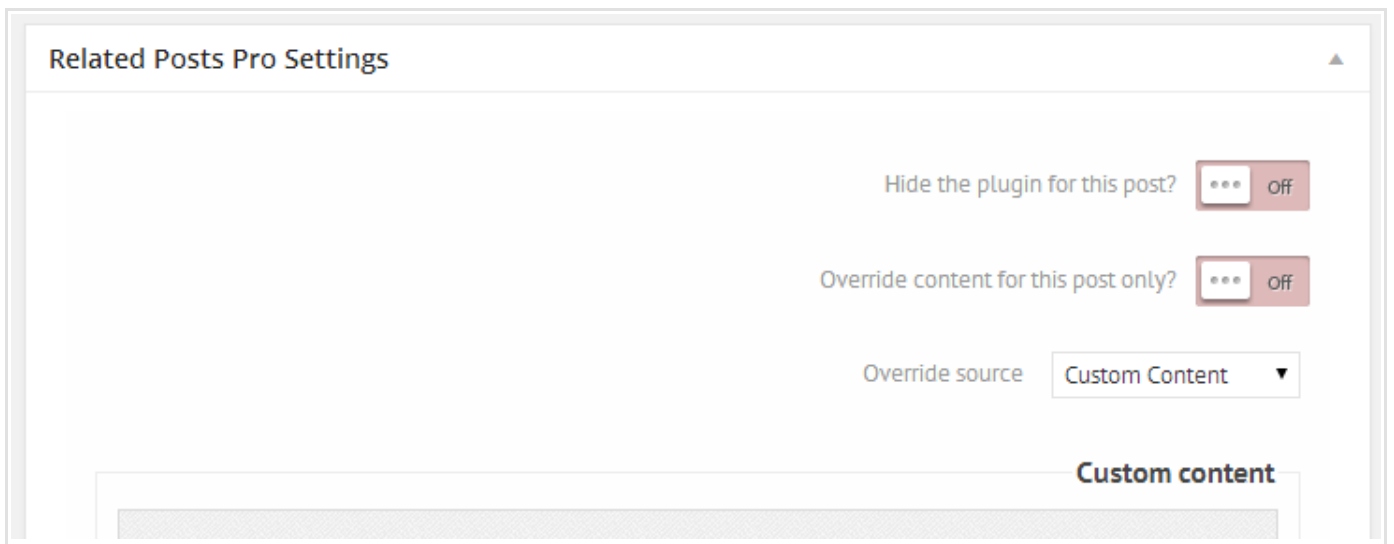 Related Posts Pro Settings
Hide the plugin for this post? Off
Override content for this post only? Off
Override source Custom Content
Custom content